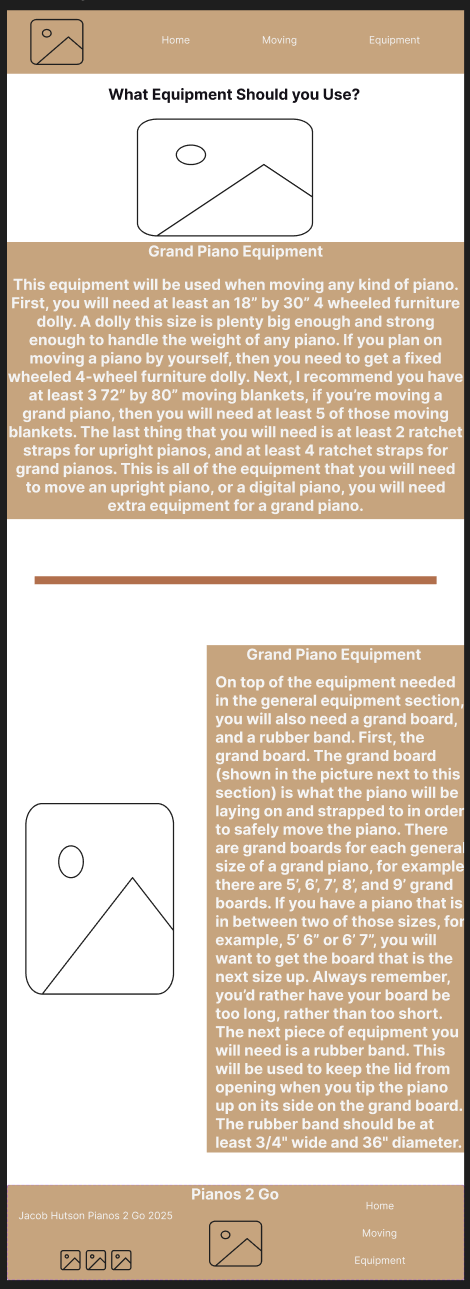 Home Moving Equipment
What Equipment Should you Use?
Grand Piano Equipment
This equipment will be used when moving any kind of piano.
First, you will need at least an 18” by 30” 4 wheeled furniture
dolly. A dolly this size is plenty big enough and strong
enough to handle the weight of any piano. If you plan on
moving a piano by yourself, then you need to get a fixed
wheeled 4-wheel furniture dolly. Next, I recommend you have
at least 3 72” by 80” moving blankets, if you’re moving a
grand piano, then you will need at least 5 of those moving
blankets. The last thing that you will need is at least 2 ratchet
straps for upright pianos, and at least 4 ratchet straps for
grand pianos. This is all of the equipment that you will need
to move an upright piano, or a digital piano, you will need
extra equipment for a grand piano.
Grand Piano Equipment
On top of the equipment needed
in the general equipment section,
you will also need a grand board,
and a rubber band. First, the
grand board. The grand board
(shown in the picture next to this
section) is what the piano will be
laying on and strapped to in order
to safely move the piano. There
are grand boards for each general
size of a grand piano, for example
there are 5’, 6’, 7’, 8’, and 9’ grand
boards. If you have a piano that is
in between two of those sizes, for
example, 5’ 6” or 6’ 7”, you will
want to get the board that is the
next size up. Always remember,
you’d rather have your board be
too long, rather than too short.
The next piece of equipment you
will need is a rubber band. This
will be used to keep the lid from
opening when you tip the piano
up on its side on the grand board.
The rubber band should be at
least 3/4" wide and 36" diameter.
Pianos 2 Go
Jacob Hutson Pianos 2 Go 2025
Home
Moving
Equipment